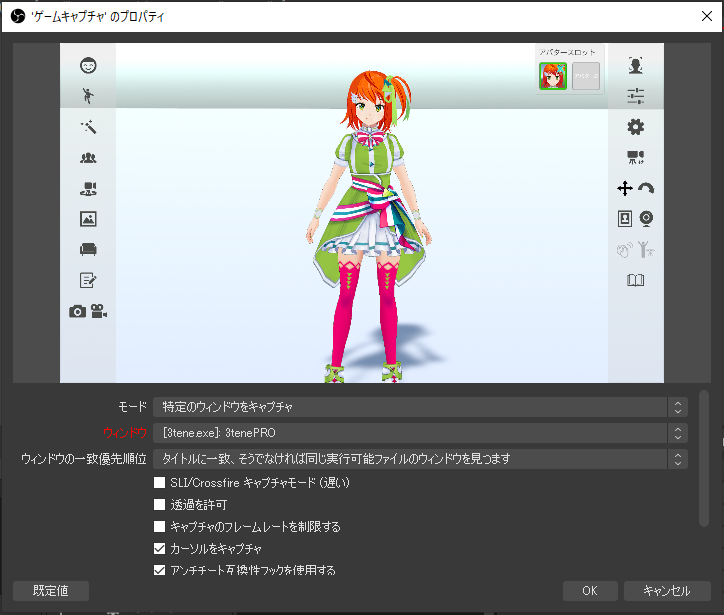 'ゲームキャプチャ' のプロパティ
アバタースロット
モード
特定のウィンドウをキャプチャ
ウィンドウ
[3tene.exe]: 3tenePRO
ウィンドウの一致優先順位
タイトルに一致、そうでなければ同じ実行可能ファイルのウィンドウを見つます
SLI/Crossfire キャプチャモード (遅い)
透過を許可
キャプチャのフレームレートを制限する
カーソルをキャプチャ
アンチチート互換性フックを使用する
既定値
OK
キャンセル